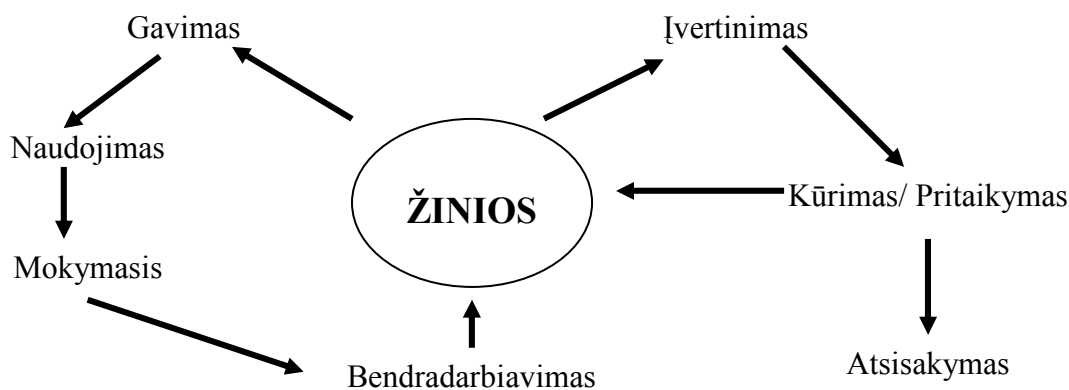 Gavimas
Įvertinimas
Naudojimas
ŽINIOS
Kūrimas/ Pritaikymas
Mokymasis
Bendradarbiavimas
Atsisakymas